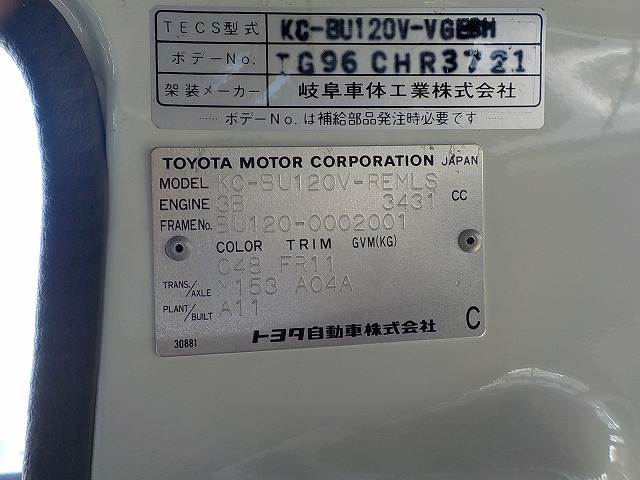 TECS型式 KC-BU120V-VGESH
ボデーNo. TG96 CHR3721
架装メーカー 岐阜車体工業株式会社
…… ボデーNo.は補給部品発注時必要です ……
TOYOTA MOTOR CORPORATION JAPAN
MODEL KC-BU120V-REMLS
ENGINE 3B 3431 CC
FRAME No. BU120-0002001
COLOR TRIM GVM(KG)
048 FR11
TRANS./AXLE M153 A04A
PLANT/BUILT A11
トヨタ自動車株式会社 C
30881